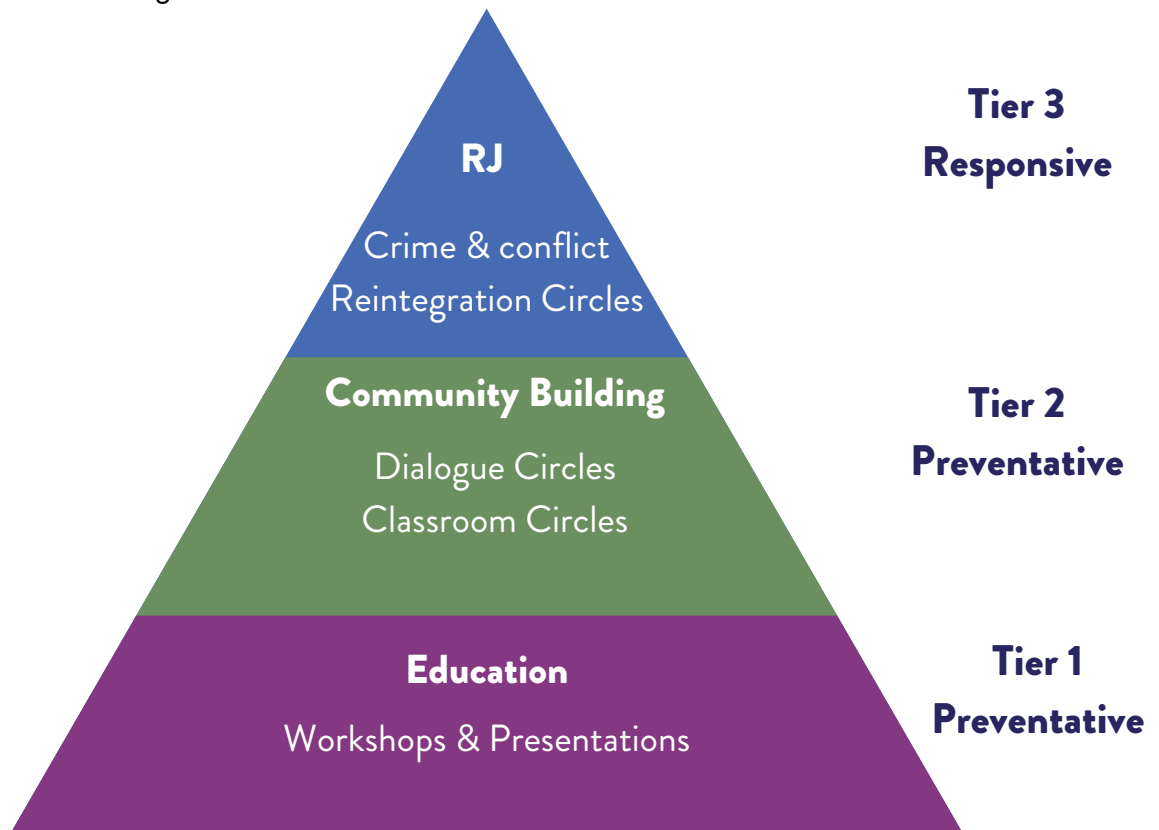 RJ
Crime & conflict
Reintegration Circles
Tier 3
Responsive
Community Building
Dialogue Circles
Classroom Circles
Tier 2
Preventative
Education
Workshops & Presentations
Tier 1
Preventative